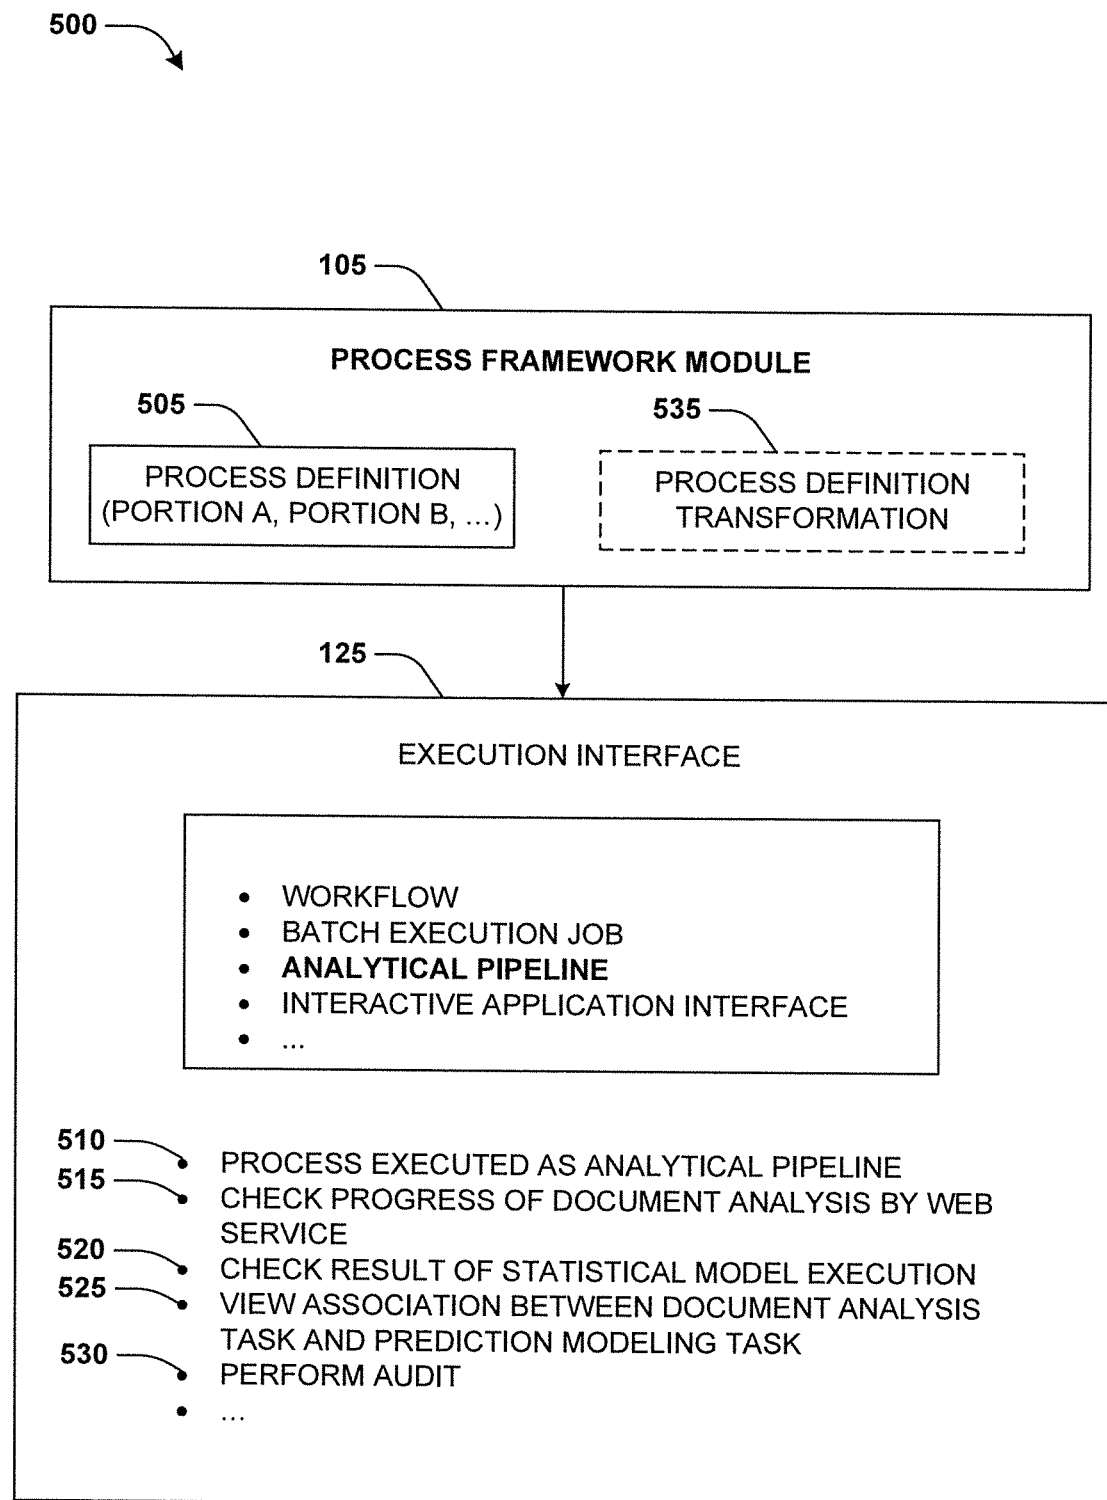 500
105
PROCESS FRAMEWORK MODULE
505
535
PROCESS DEFINITION
(PORTION A, PORTION B, ...)
PROCESS DEFINITION
TRANSFORMATION
125
EXECUTION INTERFACE
• WORKFLOW
• BATCH EXECUTION JOB
• ANALYTICAL PIPELINE
• INTERACTIVE APPLICATION INTERFACE
• ...
510
• PROCESS EXECUTED AS ANALYTICAL PIPELINE
515
• CHECK PROGRESS OF DOCUMENT ANALYSIS BY WEB
SERVICE
520
• CHECK RESULT OF STATISTICAL MODEL EXECUTION
525
• VIEW ASSOCIATION BETWEEN DOCUMENT ANALYSIS
TASK AND PREDICTION MODELING TASK
530
• PERFORM AUDIT
• ...